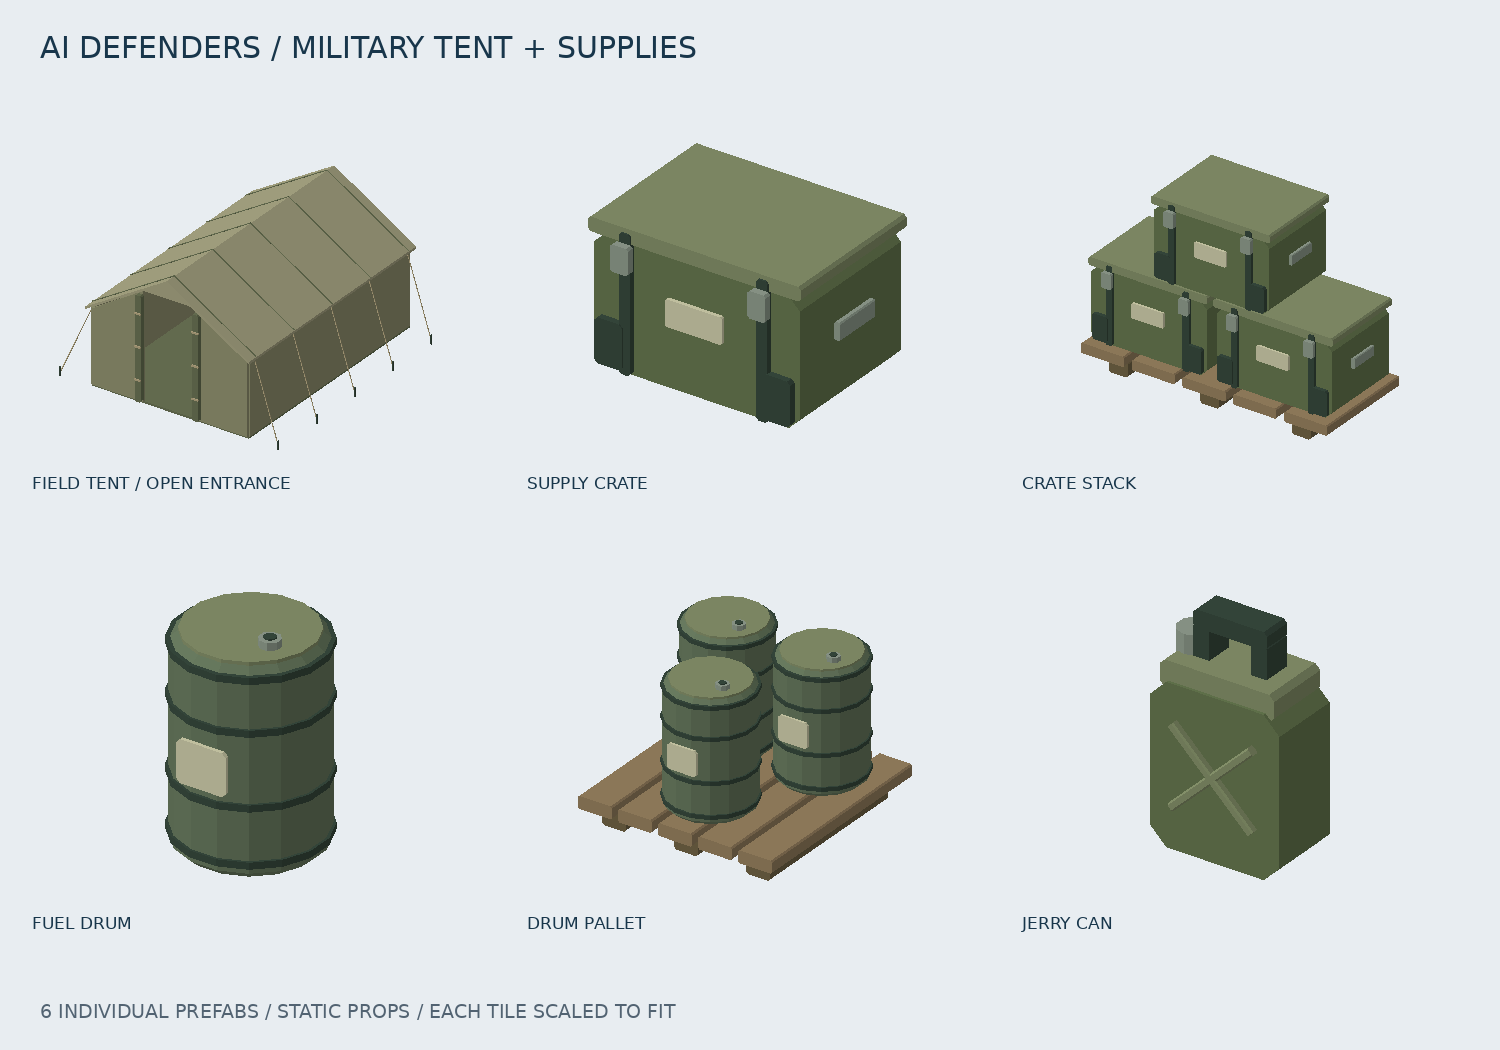 AI DEFENDERS / MILITARY TENT + SUPPLIES
FIELD TENT / OPEN ENTRANCE
SUPPLY CRATE
CRATE STACK
FUEL DRUM
DRUM PALLET
JERRY CAN
6 INDIVIDUAL PREFABS / STATIC PROPS / EACH TILE SCALED TO FIT